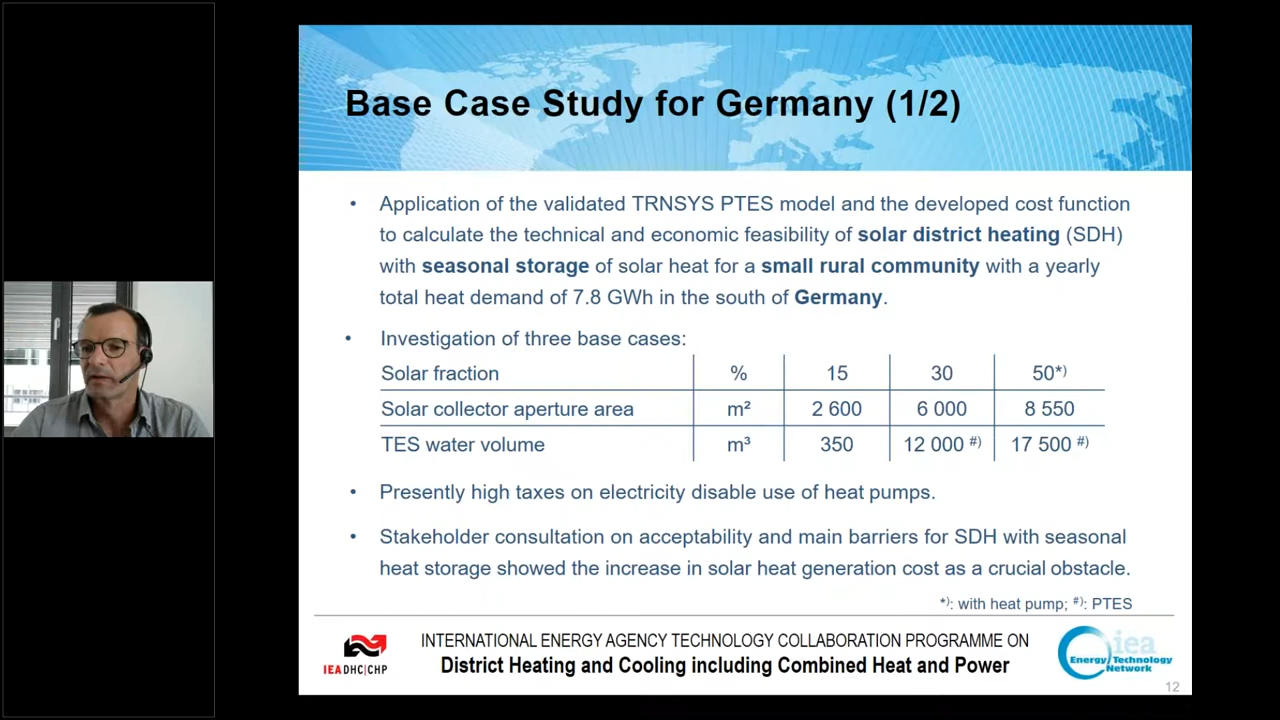 Base Case Study for Germany (1/2)
• Application of the validated TRNSYS PTES model and the developed cost function
to calculate the technical and economic feasibility of solar district heating (SDH)
with seasonal storage of solar heat for a small rural community with a yearly
total heat demand of 7.8 GWh in the south of Germany.
• Investigation of three base cases:
Solar fraction % 15 30 50*)
Solar collector aperture area m² 2 600 6 000 8 550
TES water volume m³ 350 12 000 #) 17 500 #)
• Presently high taxes on electricity disable use of heat pumps.
• Stakeholder consultation on acceptability and main barriers for SDH with seasonal
heat storage showed the increase in solar heat generation cost as a crucial obstacle.
*): with heat pump; #): PTES
IEA DHC|CHP
INTERNATIONAL ENERGY AGENCY TECHNOLOGY COLLABORATION PROGRAMME ON
District Heating and Cooling including Combined Heat and Power
iea
Energy Technology
Network
12